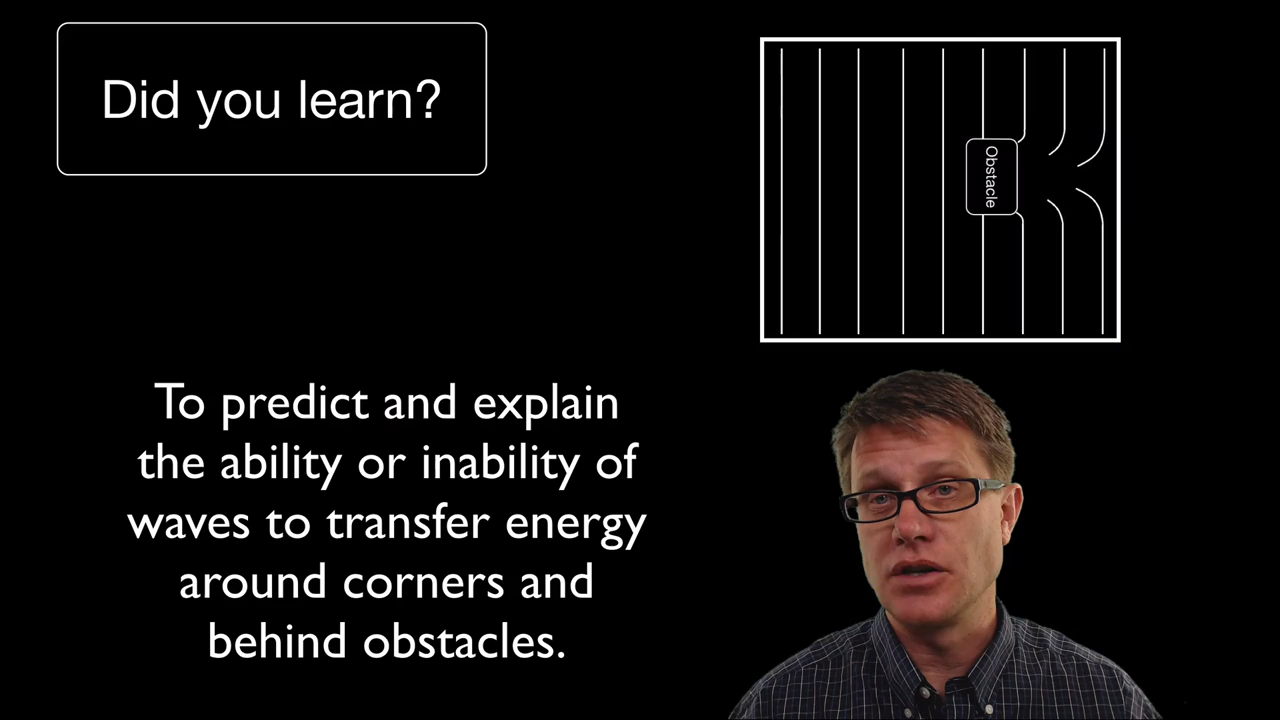 Did you learn?
Obstacle
To predict and explain
the ability or inability of
waves to transfer energy
around corners and
behind obstacles.